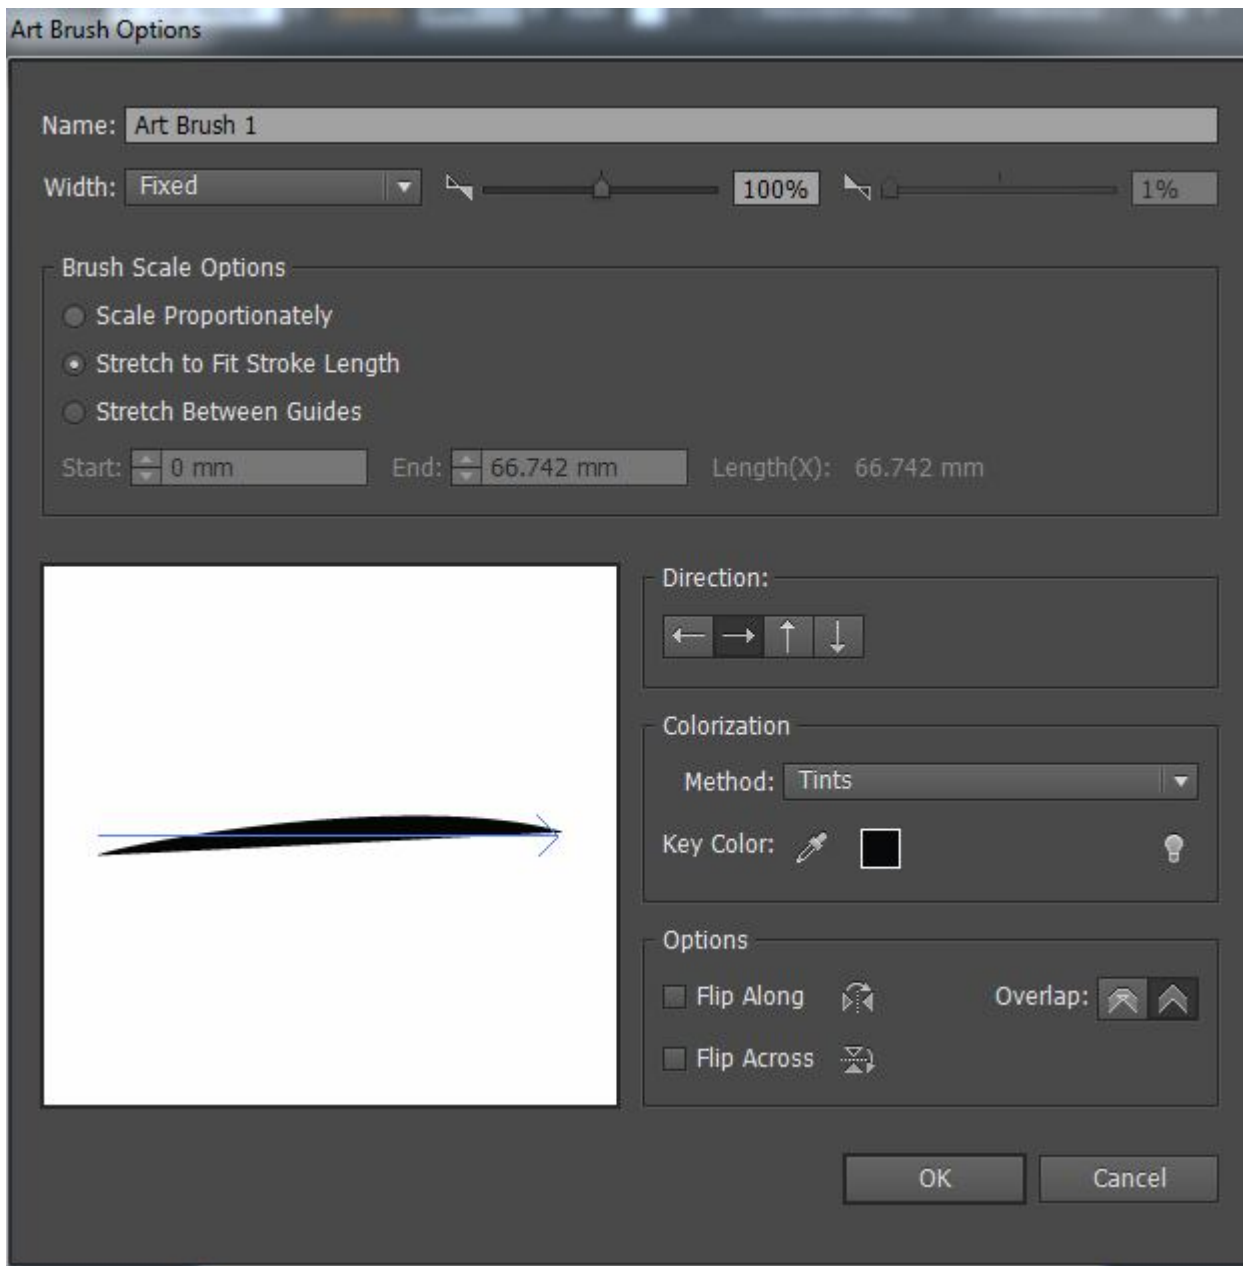 Art Brush Options
Name: Art Brush 1
Width: Fixed 100% 1%
Brush Scale Options
Scale Proportionately
Stretch to Fit Stroke Length
Stretch Between Guides
Start: 0 mm End: 66.742 mm Length(X): 66.742 mm
Direction:
Colorization
Method: Tints
Key Color:
Options
Flip Along Overlap:
Flip Across
OK Cancel